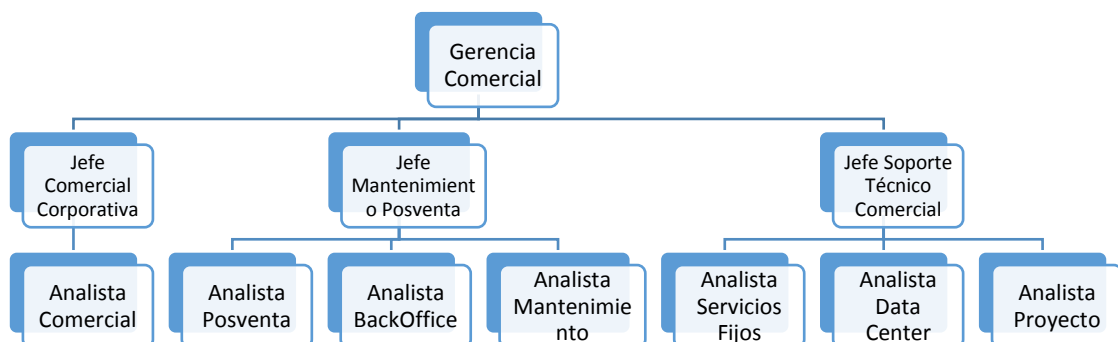 Gerencia
Comercial
Jefe
Comercial
Corporativa
Jefe
Mantenimient
o Posventa
Jefe Soporte
Técnico
Comercial
Analista
Comercial
Analista
Posventa
Analista
BackOffice
Analista
Mantenimie
nto
Analista
Servicios
Fijos
Analista
Data
Center
Analista
Proyecto